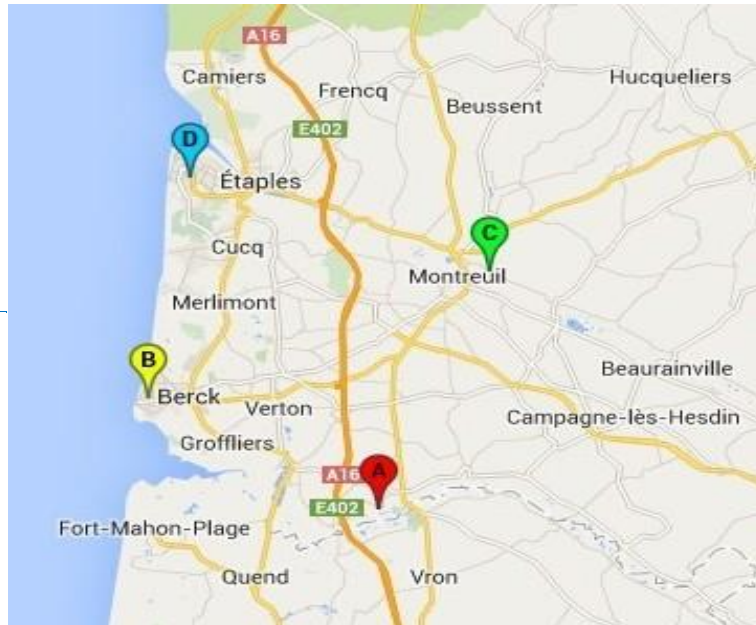 A16
Camiers
Hucqueliers
Frencq
Beussent
E402
D
Étaples
C
Cucq
Montreuil
Merlimont
B
Beaurainville
Berck
Verton
Campagne-lès-Hesdin
Groffliers
A16
A
E402
Fort-Mahon-Plage
Quend
Vron